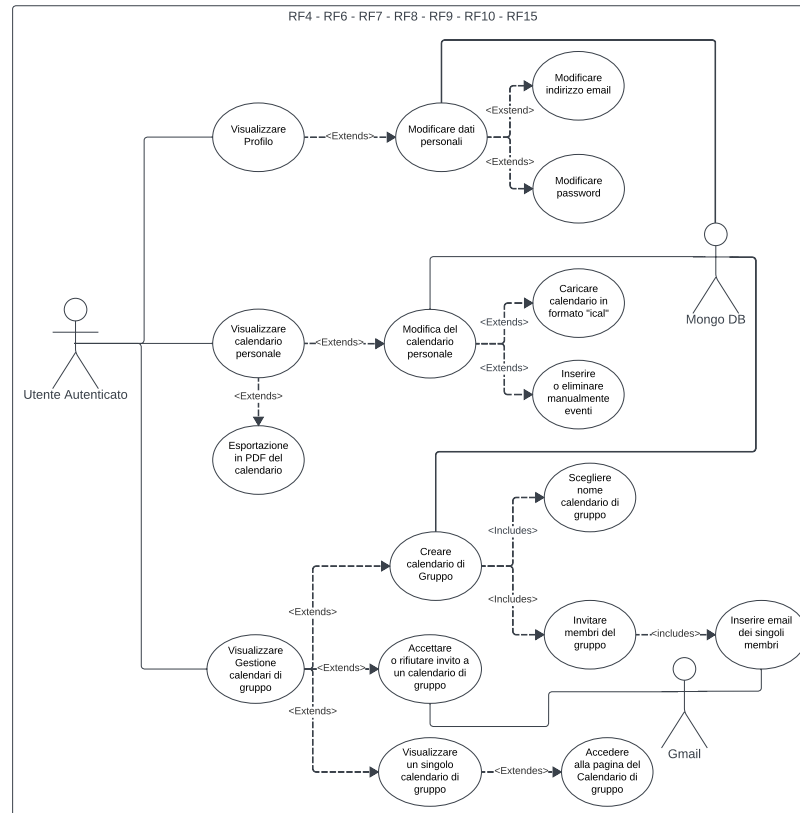 RF4 - RF6 - RF7 - RF8 - RF9 - RF10 - RF15
Modificare
indirizzo email
<Exstend>
Visualizzare
Profilo
<Extends>
Modificare dati
personali
<Extends>
Modificare
password
Mongo DB
Caricare
calendario in
formato "ical"
<Extends>
Visualizzare
calendario
personale
<Extends>
Modifica del
calendario
personale
<Extends>
Inserire
o eliminare
manualmente
eventi
Utente Autenticato
<Extends>
Esportazione
in PDF del
calendario
Scegliere
nome
calendario di
gruppo
<Includes>
Creare
calendario di
Gruppo
<Includes>
<Extends>
Invitare
membri del
gruppo
<includes>
Inserire email
dei singoli
membri
Visualizzare
Gestione
calendari di
gruppo
<Extends>
Accettare
o rifiutare invito a
un calendario di
gruppo
<Extends>
Gmail
Visualizzare
un singolo
calendario di
gruppo
<Extendes>
Accedere
alla pagina del
Calendario di
gruppo